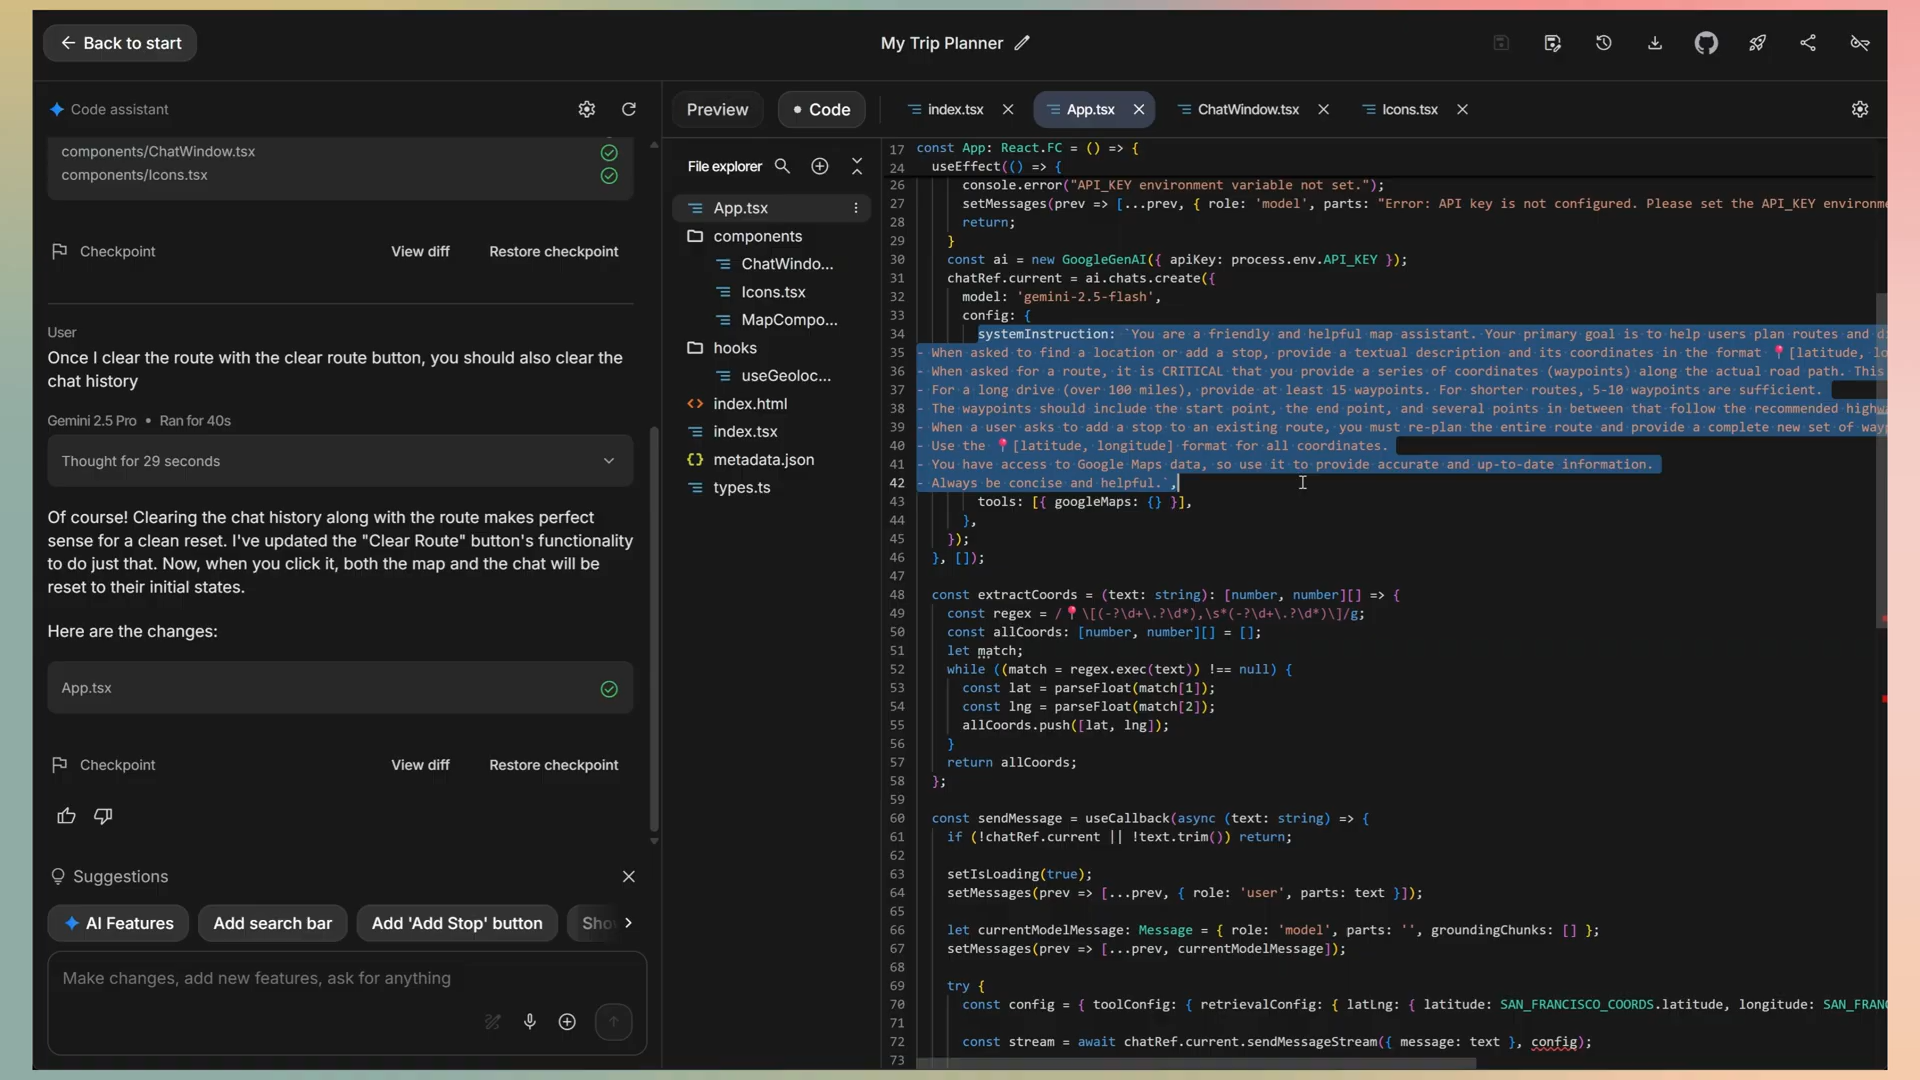 Back to start
My Trip Planner
Code assistant
components/ChatWindow.tsx
components/Icons.tsx
Checkpoint View diff Restore checkpoint
User
Once I clear the route with the clear route button, you should also clear the
chat history
Gemini 2.5 Pro • Ran for 40s
Thought for 29 seconds
Of course! Clearing the chat history along with the route makes perfect
sense for a clean reset. I've updated the "Clear Route" button's functionality
to do just that. Now, when you click it, both the map and the chat will be
reset to their initial states.
Here are the changes:
App.tsx
Checkpoint View diff Restore checkpoint
Suggestions
AI Features Add search bar Add 'Add Stop' button Sho
Make changes, add new features, ask for anything
Preview Code index.tsx App.tsx ChatWindow.tsx Icons.tsx
File explorer
App.tsx
components
ChatWindo...
Icons.tsx
MapCompo...
hooks
useGeoloc...
index.html
index.tsx
metadata.json
types.ts
17 const App: React.FC = () => {
24 useEffect(() => {
26 console.error("API_KEY environment variable not set.");
27 setMessages(prev => [...prev, { role: 'model', parts: "Error: API key is not configured. Please set the API_KEY environm
28 return;
29 }
30 const ai = new GoogleGenAI({ apiKey: process.env.API_KEY });
31 chatRef.current = ai.chats.create({
32 model: 'gemini-2.5-flash',
33 config: {
34 systemInstruction: `You are a friendly and helpful map assistant. Your primary goal is to help users plan routes and d
35 - When asked to find a location or add a stop, provide a textual description and its coordinates in the format 📍[latitude, lo
36 - When asked for a route, it is CRITICAL that you provide a series of coordinates (waypoints) along the actual road path. This
37 - For a long drive (over 100 miles), provide at least 15 waypoints. For shorter routes, 5-10 waypoints are sufficient.
38 - The waypoints should include the start point, the end point, and several points in between that follow the recommended highw
39 - When a user asks to add a stop to an existing route, you must re-plan the entire route and provide a complete new set of way
40 - Use the 📍[latitude, longitude] format for all coordinates.
41 - You have access to Google Maps data, so use it to provide accurate and up-to-date information.
42 - Always be concise and helpful.`,
43 tools: [{ googleMaps: {} }],
44 },
45 });
46 }, []);
47
48 const extractCoords = (text: string): [number, number][] => {
49 const regex = /📍\[(-?\d+\.?\d*),\s*(-?\d+\.?\d*)\]/g;
50 const allCoords: [number, number][] = [];
51 let match;
52 while ((match = regex.exec(text)) !== null) {
53 const lat = parseFloat(match[1]);
54 const lng = parseFloat(match[2]);
55 allCoords.push([lat, lng]);
56 }
57 return allCoords;
58 };
59
60 const sendMessage = useCallback(async (text: string) => {
61 if (!chatRef.current || !text.trim()) return;
62
63 setIsLoading(true);
64 setMessages(prev => [...prev, { role: 'user', parts: text }]);
65
66 let currentModelMessage: Message = { role: 'model', parts: '', groundingChunks: [] };
67 setMessages(prev => [...prev, currentModelMessage]);
68
69 try {
70 const config = { toolConfig: { retrievalConfig: { latLng: { latitude: SAN_FRANCISCO_COORDS.latitude, longitude: SAN_FRAN
71
72 const stream = await chatRef.current.sendMessageStream({ message: text }, config);
73